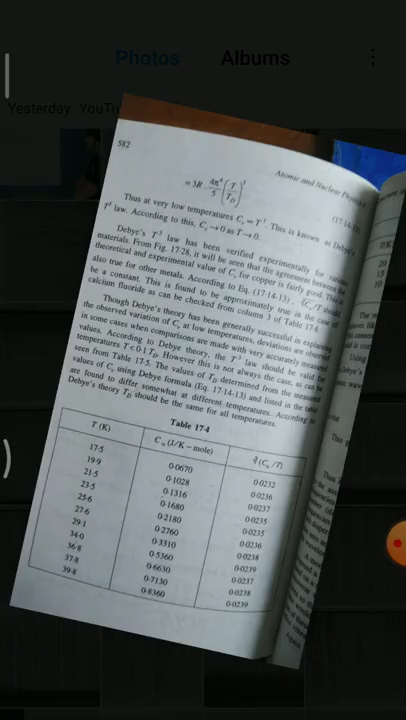 Photos Albums
Yesterday YouTu
582
Atomic and Nuclear Physics
= 3R · 4π⁴/5 (T/T_D)³
(17·14-13)
Thus at very low temperatures Cᵥ ∝ T³. This is known as Debye's
T³ law. According to this, Cᵥ → 0 as T → 0.
Debye's T³ law has been verified experimentally for various
materials. From Fig. 17·28, it will be seen that the agreement between the
theoretical and experimental value of Cᵥ for copper is fairly good. This is
also true for other metals. According to Eq. (17·14-13), ∛Cᵥ/T should
be a constant. This is found to be approximately true in the case of
calcium fluoride as can be checked from column 3 of Table 17·4.
Though Debye's theory has been generally successful in explaining
the observed variation of Cᵥ at low temperatures, deviations are observed
in some cases when comparisons are made with very accurately measured
values. According to Debye theory, the T³ law should be valid for
temperatures T < 0·1 T_D. However this is not always the case, as can be
seen from Table 17·5. The values of T_D determined from the measured
values of Cᵥ using Debye formula (Eq. 17·14-13) and listed in the table
are found to differ somewhat at different temperatures. According to
Debye's theory T_D should be the same for all temperatures.
Table 17·4
T (K) Cᵥ (J/K – mole) ∛(Cᵥ/T)
17·5 0·0670 0·0232
19·9 0·1028 0·0236
21·5 0·1316 0·0237
23·5 0·1680 0·0235
25·6 0·2180 0·0235
27·6 0·2760 0·0236
29·1 0·3310 0·0238
34·0 0·5360 0·0239
36·8 0·6630 0·0237
37·8 0·7130 0·0238
39·8 0·8360 0·0239
T(K
20
15
10